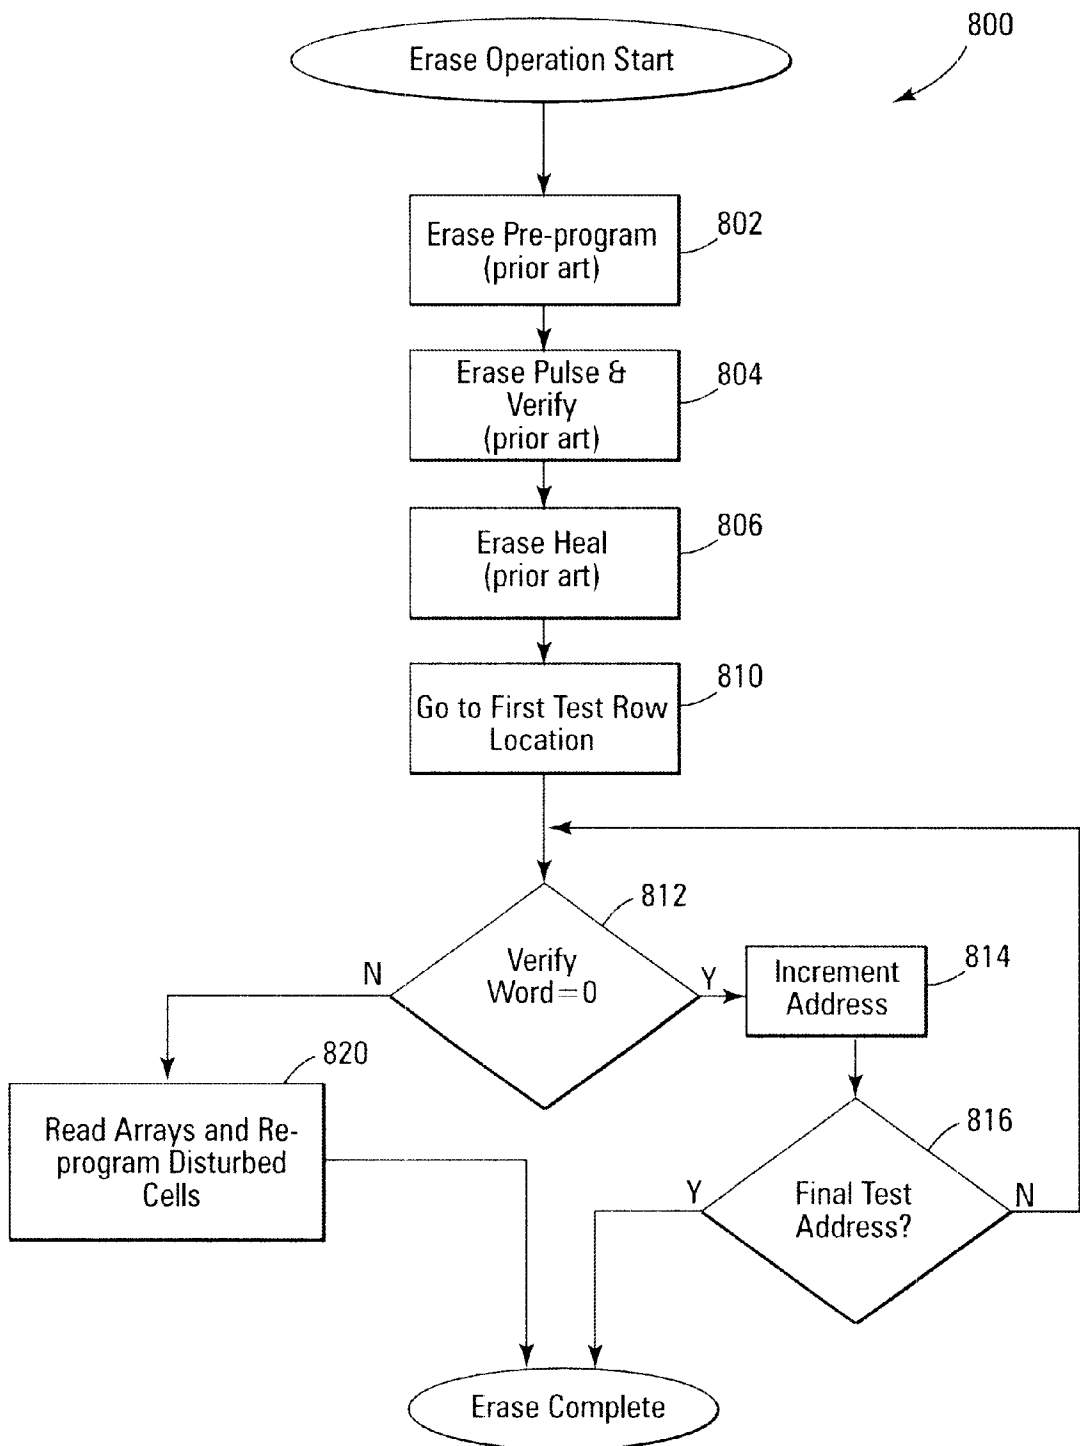 800
Erase Operation Start
802
Erase Pre-program
(prior art)
804
Erase Pulse &
Verify
(prior art)
806
Erase Heal
(prior art)
810
Go to First Test Row
Location
812
Verify
Word=0
N
Y
814
Increment
Address
820
Read Arrays and Re-
program Disturbed
Cells
816
Final Test
Address?
Y
N
Erase Complete